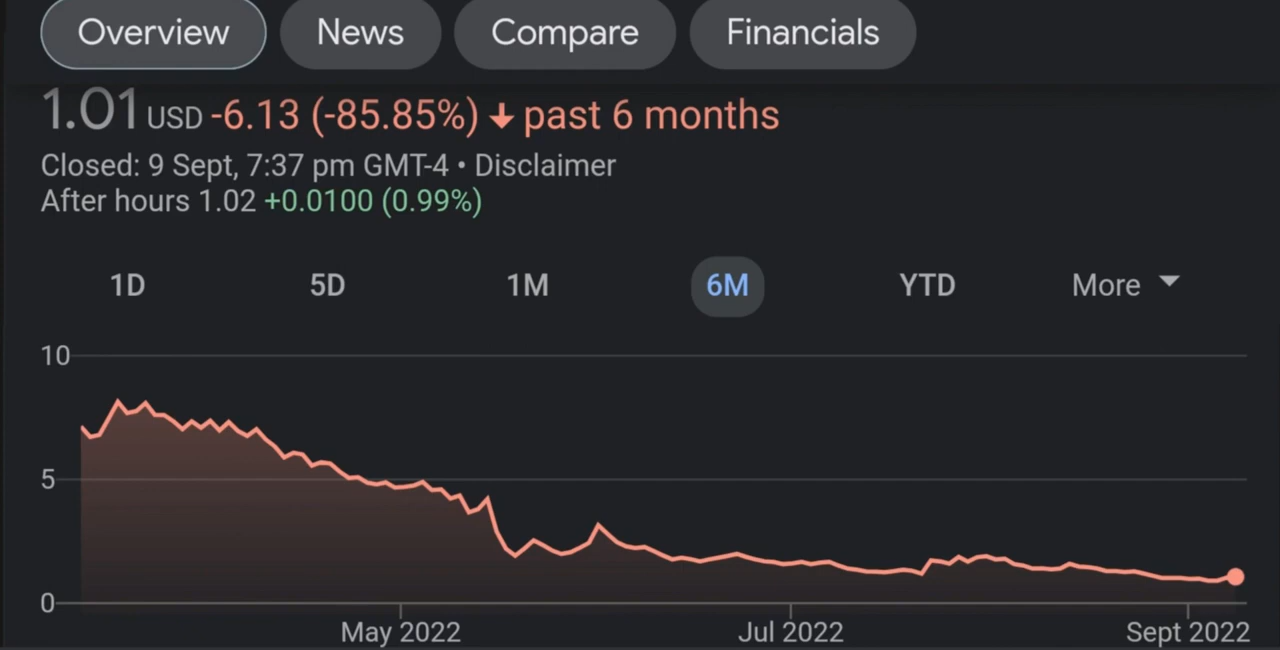 Overview News Compare Financials
1.01 USD -6.13 (-85.85%) ↓ past 6 months
Closed: 9 Sept, 7:37 pm GMT-4 • Disclaimer
After hours 1.02 +0.0100 (0.99%)
1D 5D 1M 6M YTD More
10
5
0
May 2022 Jul 2022 Sept 2022